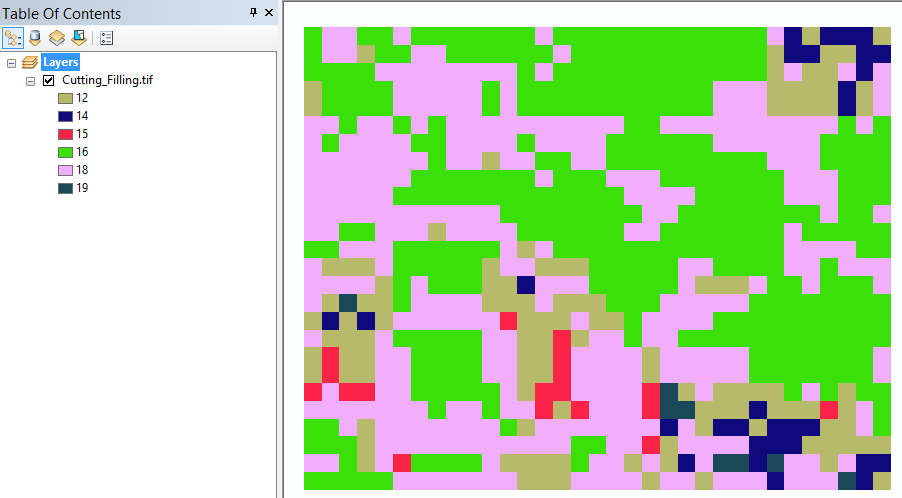 Table Of Contents
Layers
Cutting_Filling.tif
12
14
15
16
18
19